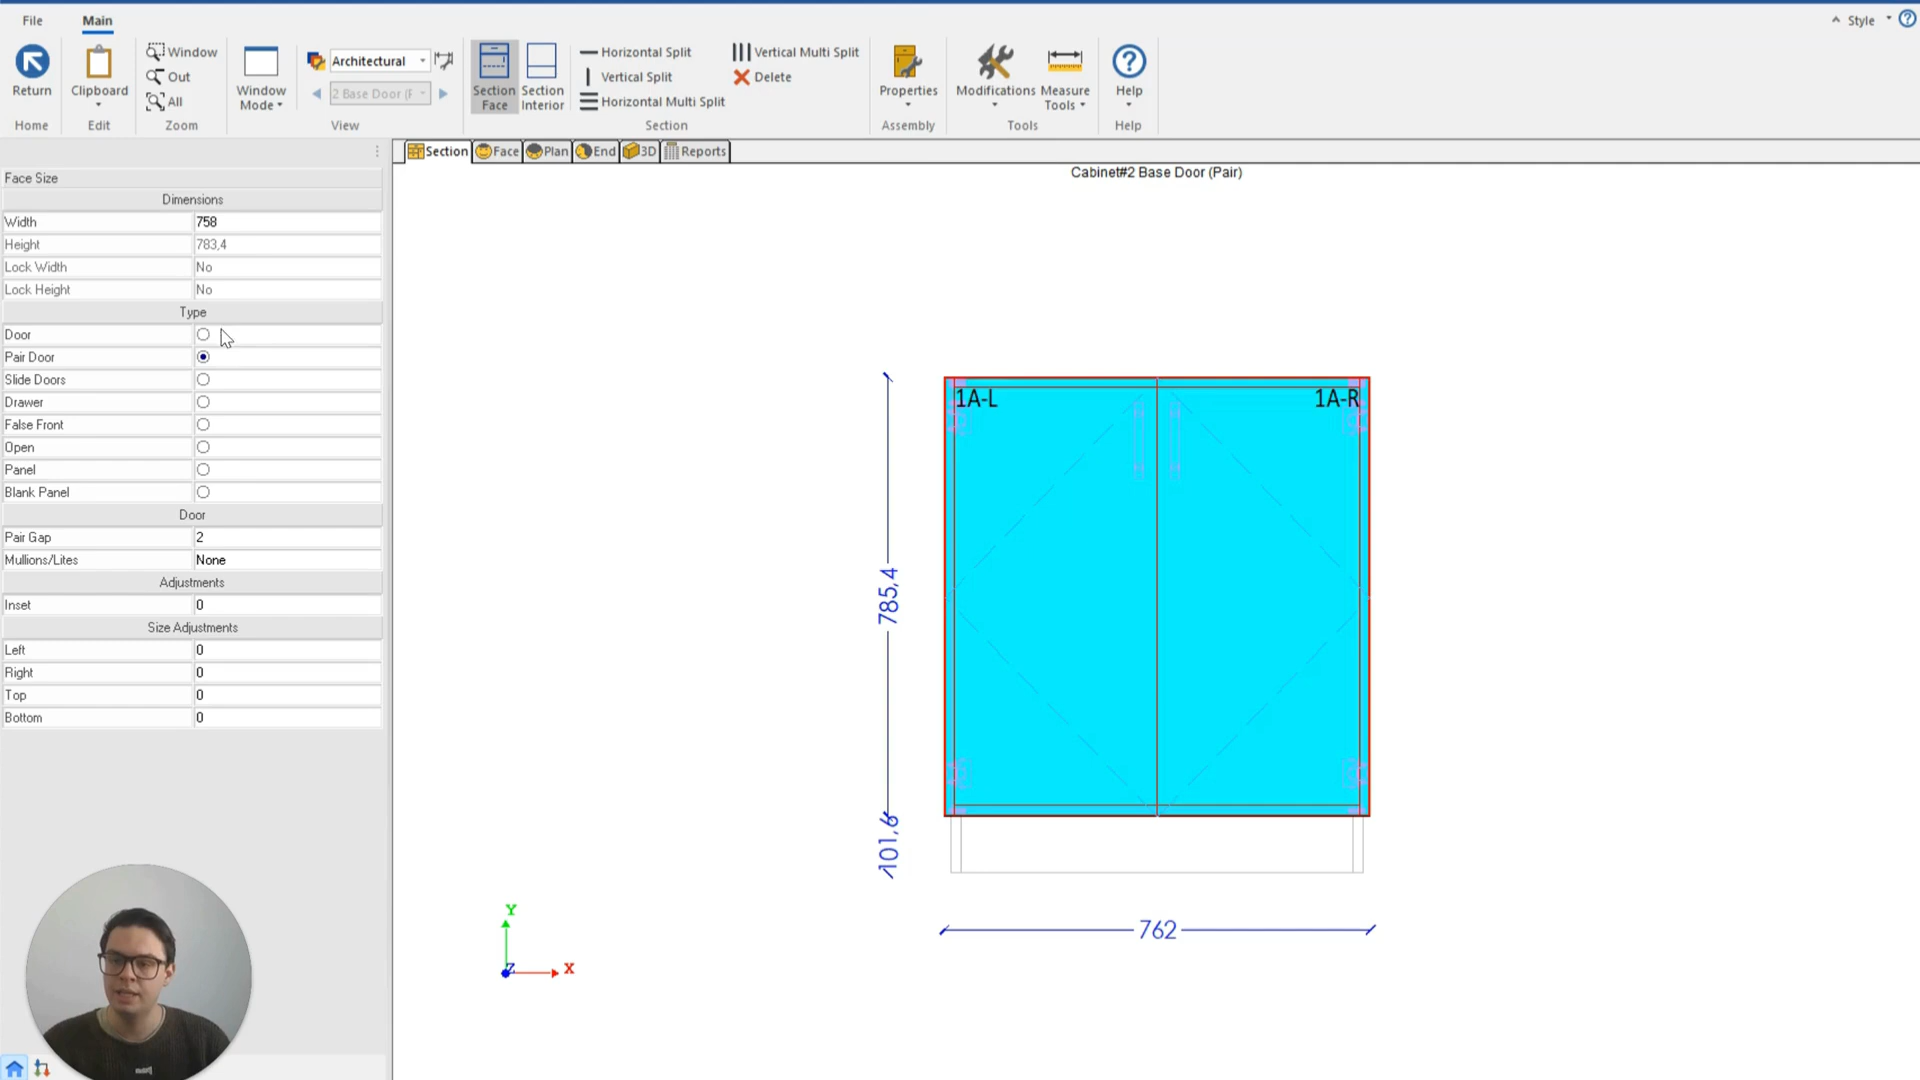 File
Main
Style
Return
Clipboard
Window
Out
All
Window
Mode
Architectural
2 Base Door (F
Section
Face
Section
Interior
Horizontal Split
Vertical Split
Horizontal Multi Split
Vertical Multi Split
Delete
Properties
Modifications
Measure
Tools
Help
Home
Edit
Zoom
View
Section
Assembly
Tools
Help
Section
Face
Plan
End
3D
Reports
Cabinet#2 Base Door (Pair)
Face Size
Dimensions
Width 758
Height 783,4
Lock Width No
Lock Height No
Type
Door
Pair Door
Slide Doors
Drawer
False Front
Open
Panel
Blank Panel
Door
Pair Gap 2
Mullions/Lites None
Adjustments
Inset 0
Size Adjustments
Left 0
Right 0
Top 0
Bottom 0
1A-L
1A-R
785,4
101,6
762
Y
Z
X